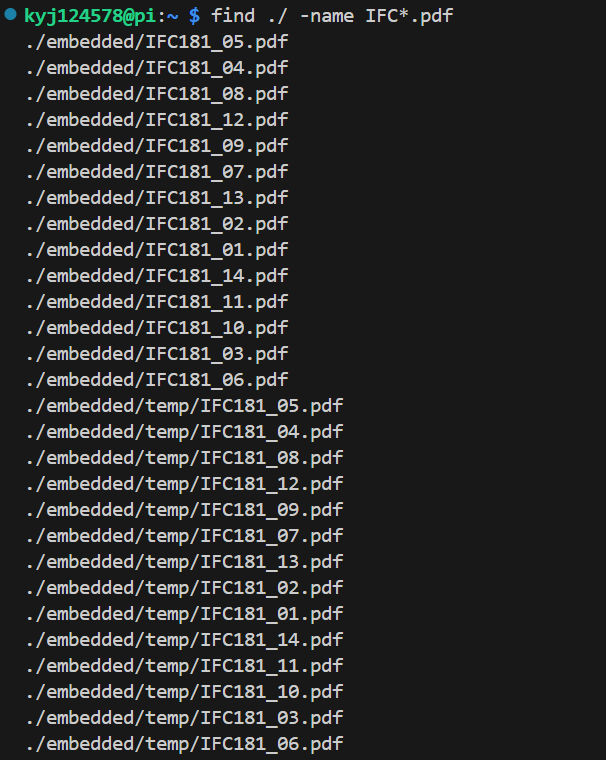 kyj124578@pi:~ $ find ./ -name IFC*.pdf
./embedded/IFC181_05.pdf
./embedded/IFC181_04.pdf
./embedded/IFC181_08.pdf
./embedded/IFC181_12.pdf
./embedded/IFC181_09.pdf
./embedded/IFC181_07.pdf
./embedded/IFC181_13.pdf
./embedded/IFC181_02.pdf
./embedded/IFC181_01.pdf
./embedded/IFC181_14.pdf
./embedded/IFC181_11.pdf
./embedded/IFC181_10.pdf
./embedded/IFC181_03.pdf
./embedded/IFC181_06.pdf
./embedded/temp/IFC181_05.pdf
./embedded/temp/IFC181_04.pdf
./embedded/temp/IFC181_08.pdf
./embedded/temp/IFC181_12.pdf
./embedded/temp/IFC181_09.pdf
./embedded/temp/IFC181_07.pdf
./embedded/temp/IFC181_13.pdf
./embedded/temp/IFC181_02.pdf
./embedded/temp/IFC181_01.pdf
./embedded/temp/IFC181_14.pdf
./embedded/temp/IFC181_11.pdf
./embedded/temp/IFC181_10.pdf
./embedded/temp/IFC181_03.pdf
./embedded/temp/IFC181_06.pdf